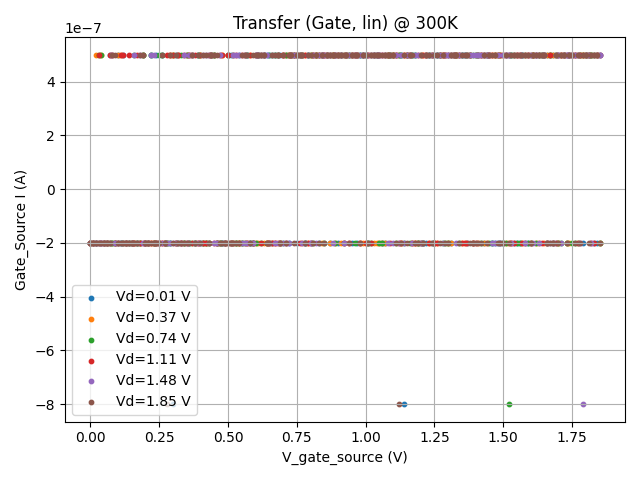 Transfer (Gate, lin) @ 300K
1e−7
Gate_Source I (A)
4
2
0
−2
−4
−6
−8
Vd=0.01 V
Vd=0.37 V
Vd=0.74 V
Vd=1.11 V
Vd=1.48 V
Vd=1.85 V
0.00 0.25 0.50 0.75 1.00 1.25 1.50 1.75
V_gate_source (V)